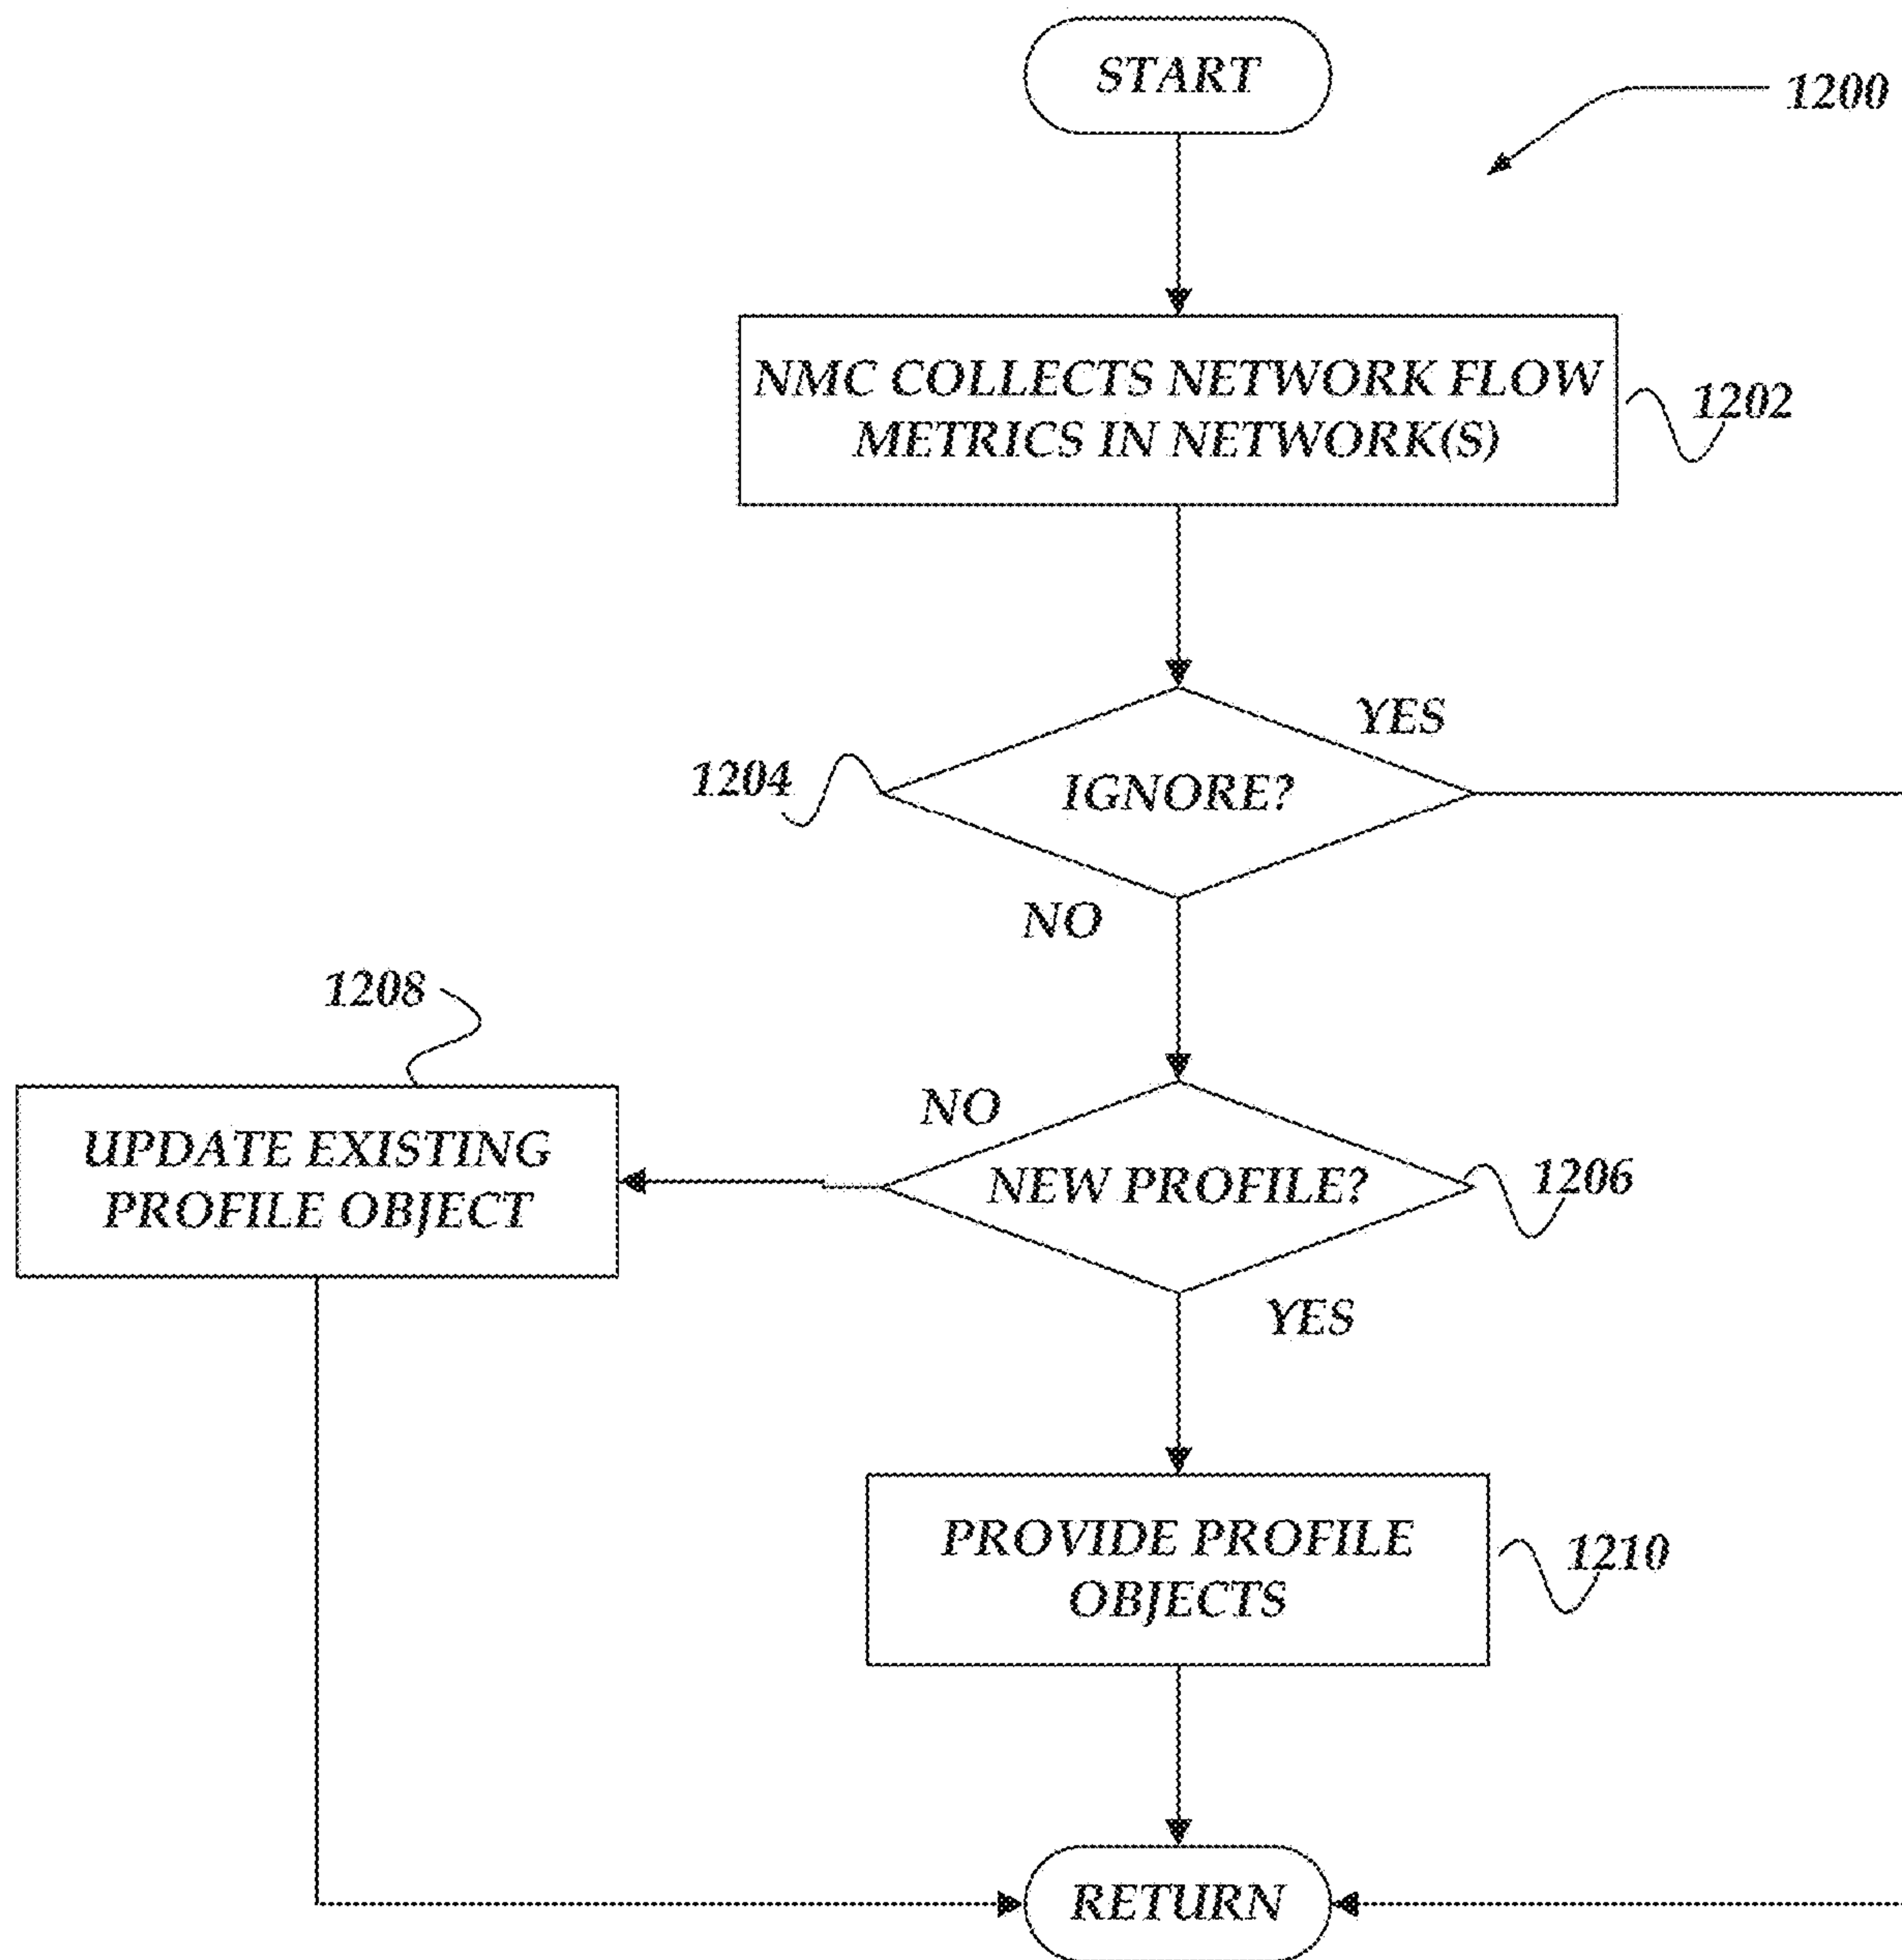 START
1200
NMC COLLECTS NETWORK FLOW
METRICS IN NETWORK(S)
1202
YES
1204
IGNORE?
NO
1208
NO
UPDATE EXISTING
PROFILE OBJECT
NEW PROFILE?
1206
YES
PROVIDE PROFILE
OBJECTS
1210
RETURN